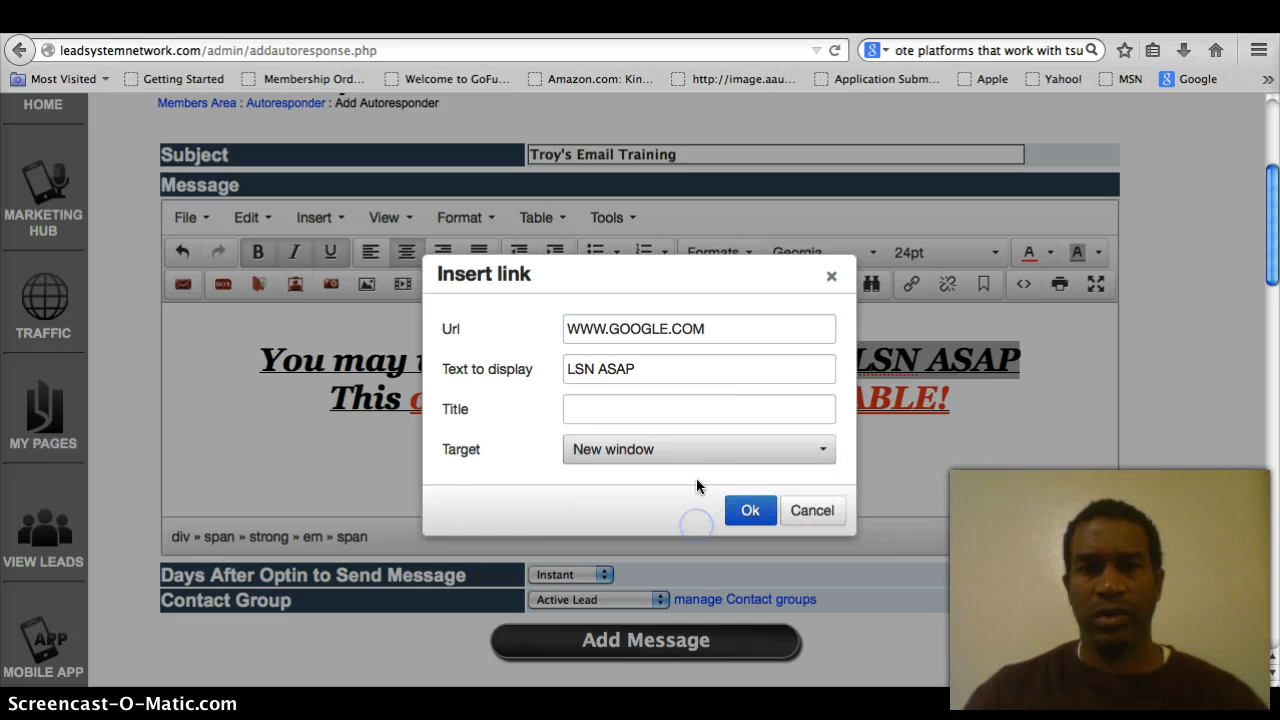 leadsystemnetwork.com/admin/addautoresponse.php
ote platforms that work with tsu
Most Visited
Getting Started
Membership Ord...
Welcome to GoFu...
Amazon.com: Kin...
http://image.aau...
Application Subm...
Apple
Yahoo!
MSN
Google
HOME
Members Area : Autoresponder : Add Autoresponder
Subject
Troy's Email Training
Message
File
Edit
Insert
View
Format
Table
Tools
Formats
Georgia
24pt
Insert link
Url
WWW.GOOGLE.COM
Text to display
LSN ASAP
Title
Target
New window
Ok
Cancel
You may
LSN ASAP
This
ABLE!
div » span » strong » em » span
Days After Optin to Send Message
Instant
Contact Group
Active Lead
manage Contact groups
Add Message
MARKETING
HUB
TRAFFIC
MY PAGES
VIEW LEADS
APP
MOBILE APP
Screencast-O-Matic.com